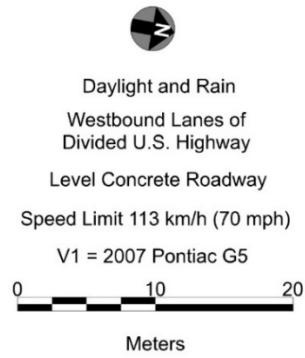 N
Daylight and Rain
Westbound Lanes of
Divided U.S. Highway
Level Concrete Roadway
Speed Limit 113 km/h (70 mph)
V1 = 2007 Pontiac G5
0 10 20
Meters